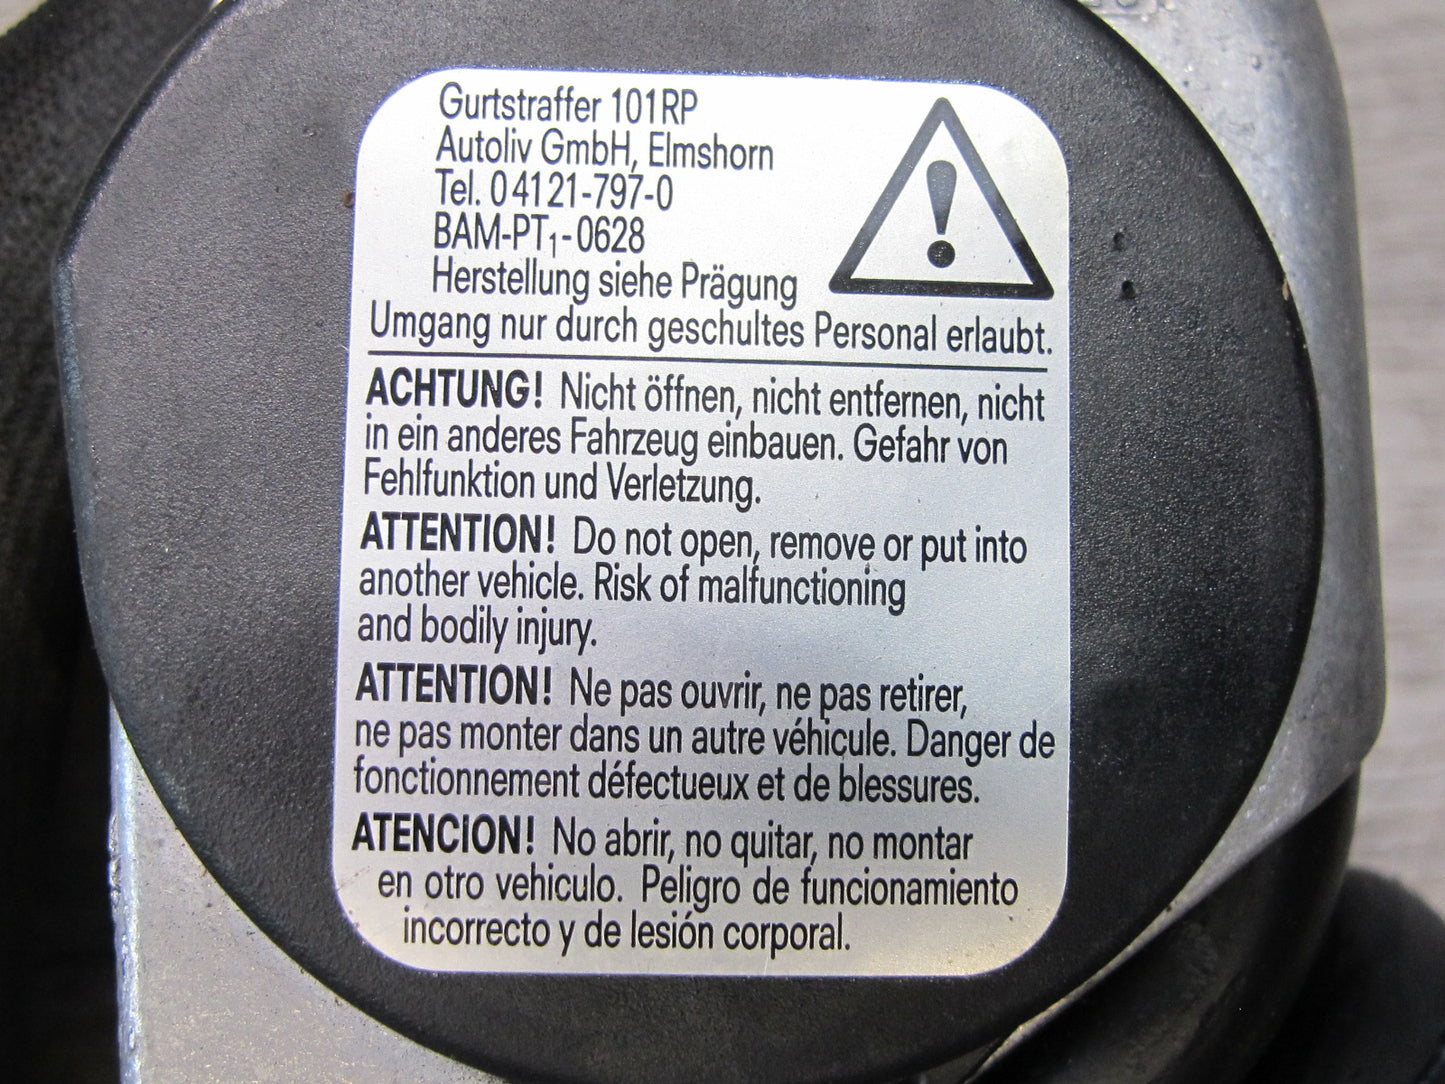 Gurtstraffer 101RP
Autoliv GmbH, Elmshorn
Tel. 04121-797-0
BAM-PT₁-0628
Herstellung siehe Prägung
Umgang nur durch geschultes Personal erlaubt.
ACHTUNG! Nicht öffnen, nicht entfernen, nicht
in ein anderes Fahrzeug einbauen. Gefahr von
Fehlfunktion und Verletzung.
ATTENTION! Do not open, remove or put into
another vehicle. Risk of malfunctioning
and bodily injury.
ATTENTION! Ne pas ouvrir, ne pas retirer,
ne pas monter dans un autre véhicule. Danger de
fonctionnement défectueux et de blessures.
ATENCION! No abrir, no quitar, no montar
en otro vehiculo. Peligro de funcionamiento
incorrecto y de lesión corporal.